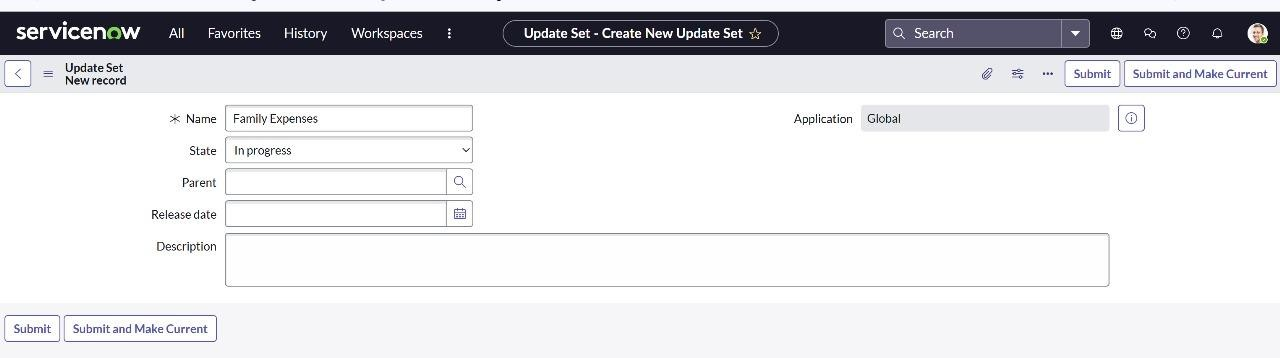 servicenow All Favorites History Workspaces Update Set - Create New Update Set Search
Update Set
New record
Submit Submit and Make Current
Name Family Expenses Application Global
State In progress
Parent
Release date
Description
Submit Submit and Make Current